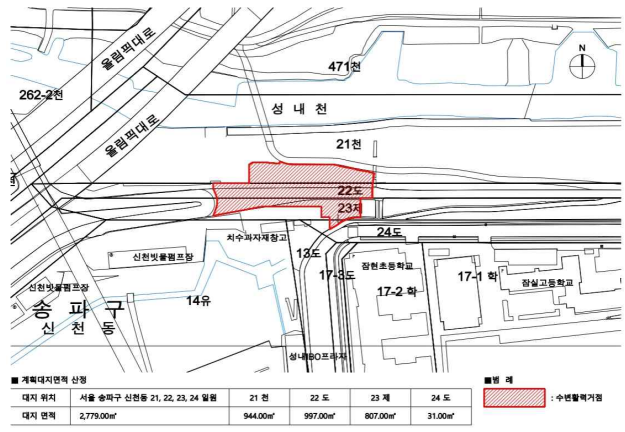 올림픽대로
471천
N
262-2천
성 내 천
올림픽대로
21천
22도
23제
24도
치수과자재창고
13도
신천빗물펌프장
잠현초등학교
17-3도
17-1 학
잠실고등학교
신천빗물펌프장
17-2 학
송 파 구
14유
신 천 동
■ 계획대지면적 산정
■범 례
대지 위치 서울 송파구 신천동 21, 22, 23, 24 일원 21 천 22 도 23 제 24 도
: 수변활력거점
대지 면적 2,779.00㎡ 944.00㎡ 997.00㎡ 807.00㎡ 31.00㎡